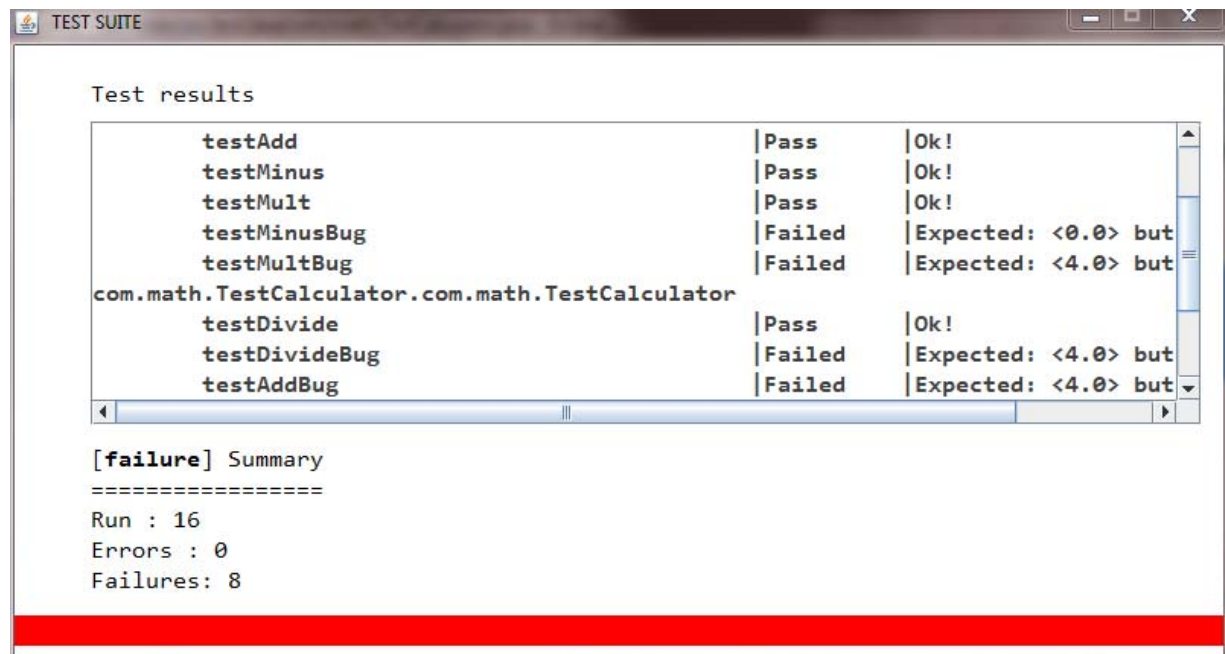 TEST SUITE
Test results
testAdd |Pass |Ok!
testMinus |Pass |Ok!
testMult |Pass |Ok!
testMinusBug |Failed |Expected: <0.0> but
testMultBug |Failed |Expected: <4.0> but
com.math.TestCalculator.com.math.TestCalculator
testDivide |Pass |Ok!
testDivideBug |Failed |Expected: <4.0> but
testAddBug |Failed |Expected: <4.0> but
[failure] Summary
=================
Run : 16
Errors : 0
Failures: 8